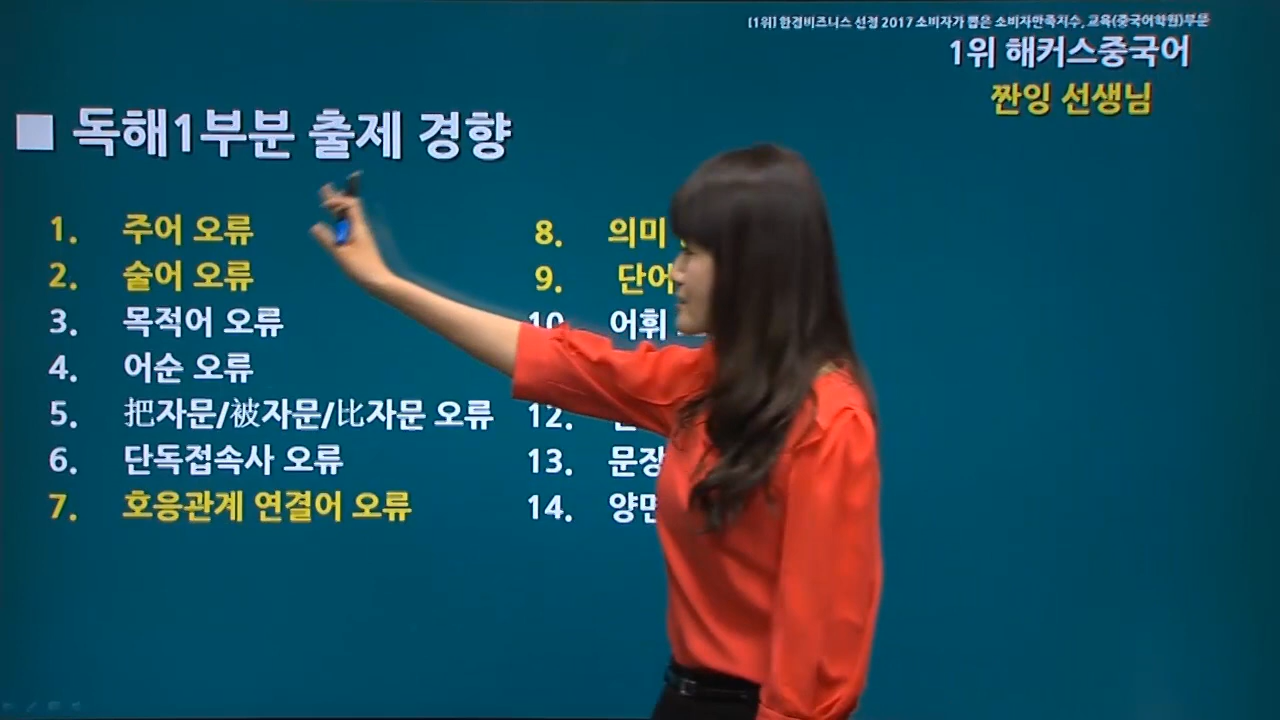 [1위] 한경비즈니스 선정 2017 소비자가 뽑은 소비자만족지수, 교육(중국어학원)부문
1위 해커스중국어
짠잉 선생님
■ 독해1부분 출제 경향
1. 주어 오류
2. 술어 오류
3. 목적어 오류
4. 어순 오류
5. 把자문/被자문/比자문 오류
6. 단독접속사 오류
7. 호응관계 연결어 오류
8. 의미
9. 단어
10. 어휘
12.
13. 문장
14. 양면